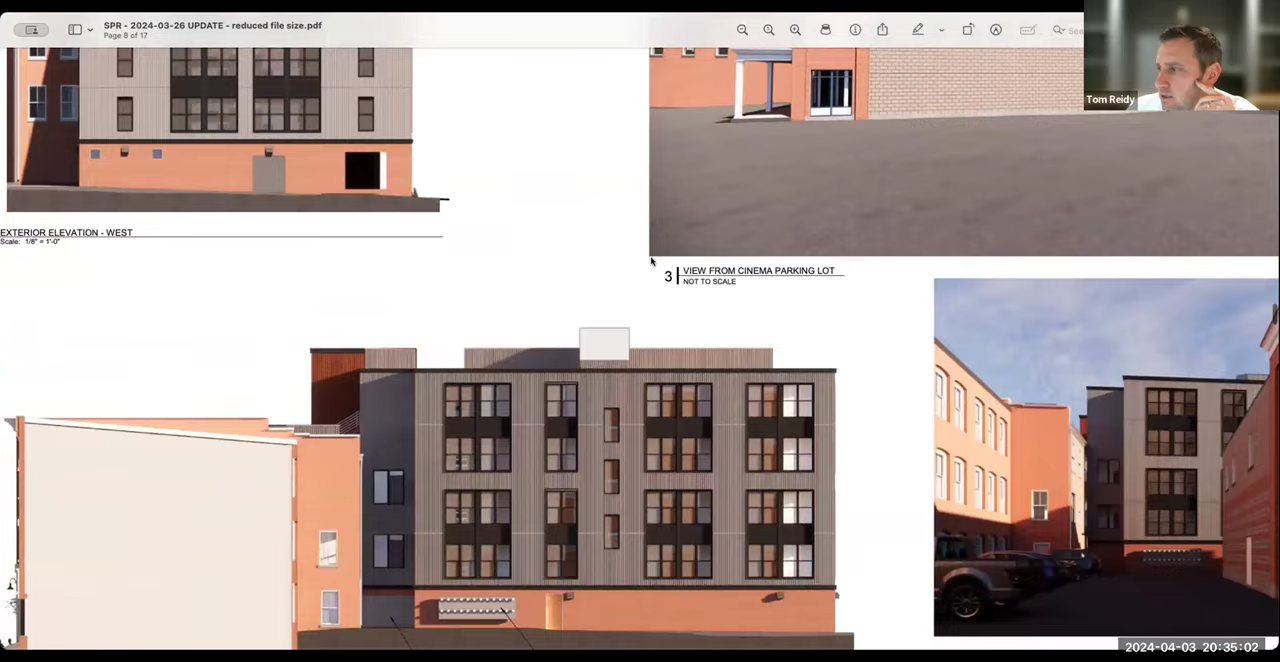 SPR - 2024-03-26 UPDATE - reduced file size.pdf
Page 8 of 17
Sea
Tom Reidy
EXTERIOR ELEVATION - WEST
Scale: 1/8" = 1'-0"
3 VIEW FROM CINEMA PARKING LOT
NOT TO SCALE
2024-04-03 20:35:02